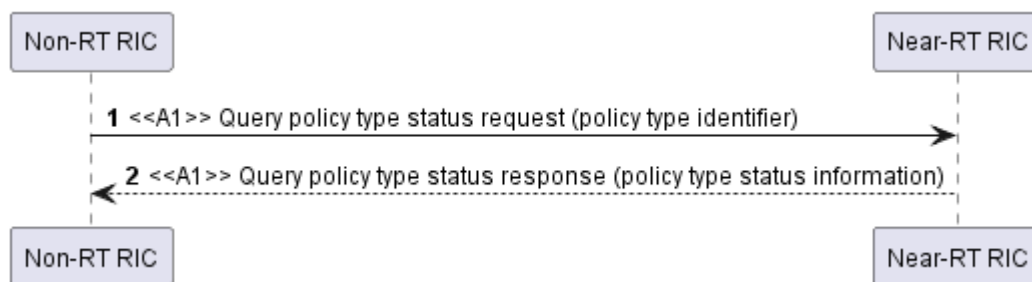 Non-RT RIC
Near-RT RIC
1 <<A1>> Query policy type status request (policy type identifier)
2 <<A1>> Query policy type status response (policy type status information)
Non-RT RIC
Near-RT RIC